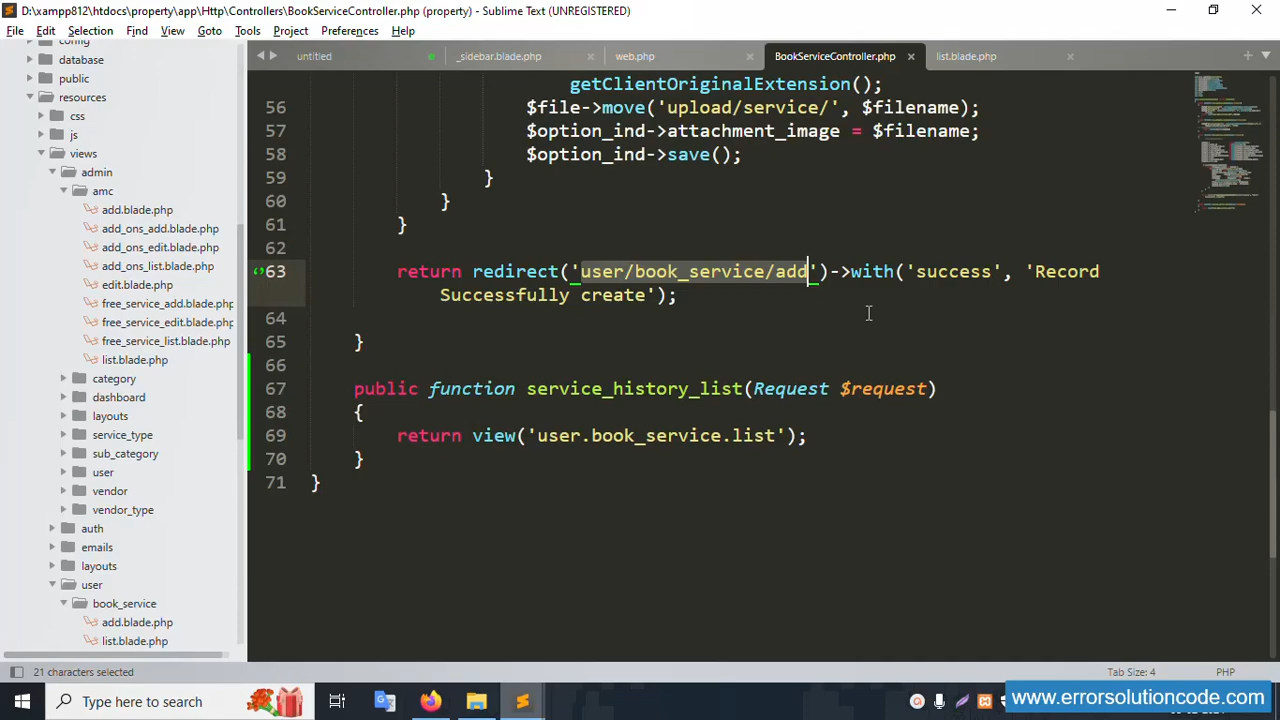 D:\xampp812\htdocs\property\app\Http\Controllers\BookServiceController.php (property) - Sublime Text (UNREGISTERED)
File Edit Selection Find View Goto Tools Project Preferences Help
untitled _sidebar.blade.php web.php BookServiceController.php list.blade.php
config
database
public
resources
css
js
views
admin
amc
add.blade.php
add_ons_add.blade.php
add_ons_edit.blade.php
add_ons_list.blade.php
edit.blade.php
free_service_add.blade.php
free_service_edit.blade.php
free_service_list.blade.php
list.blade.php
category
dashboard
layouts
service_type
sub_category
user
vendor
vendor_type
auth
emails
layouts
user
book_service
add.blade.php
list.blade.php
getClientOriginalExtension();
56 $file->move('upload/service/', $filename);
57 $option_ind->attachment_image = $filename;
58 $option_ind->save();
59 }
60 }
61 }
62
63 return redirect('user/book_service/add')->with('success', 'Record
Successfully create');
64
65 }
66
67 public function service_history_list(Request $request)
68 {
69 return view('user.book_service.list');
70 }
71 }
21 characters selected Tab Size: 4 PHP
Type here to search
www.errorsolutioncode.com